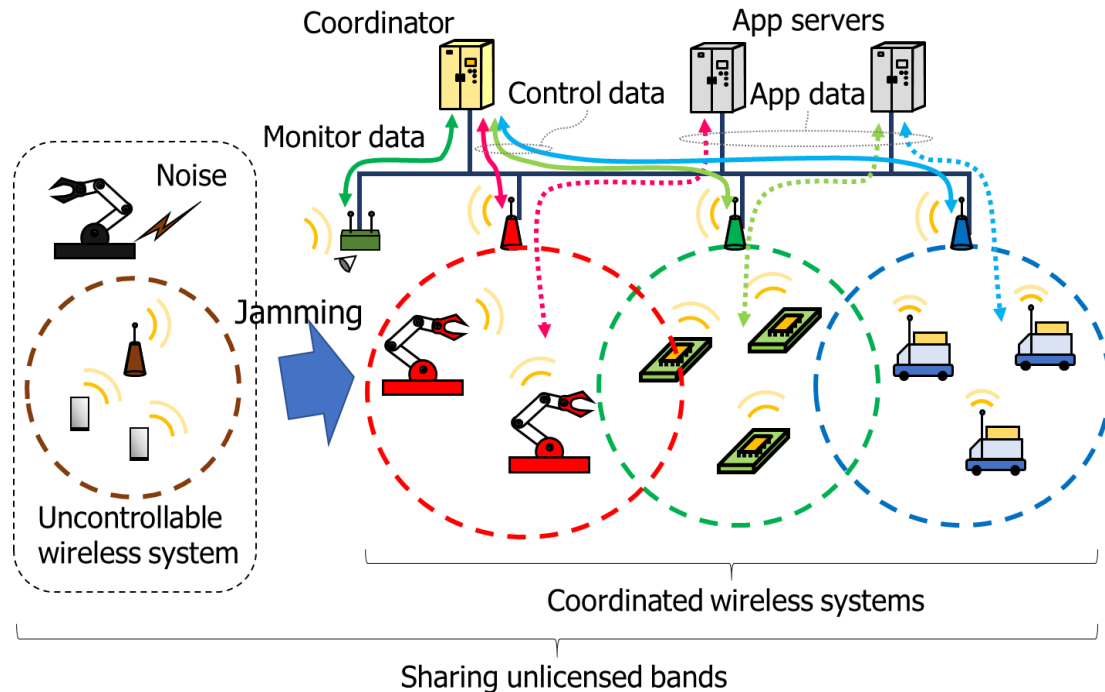 Coordinator
App servers
Control data
App data
Monitor data
Noise
Jamming
Uncontrollable
wireless system
Coordinated wireless systems
Sharing unlicensed bands